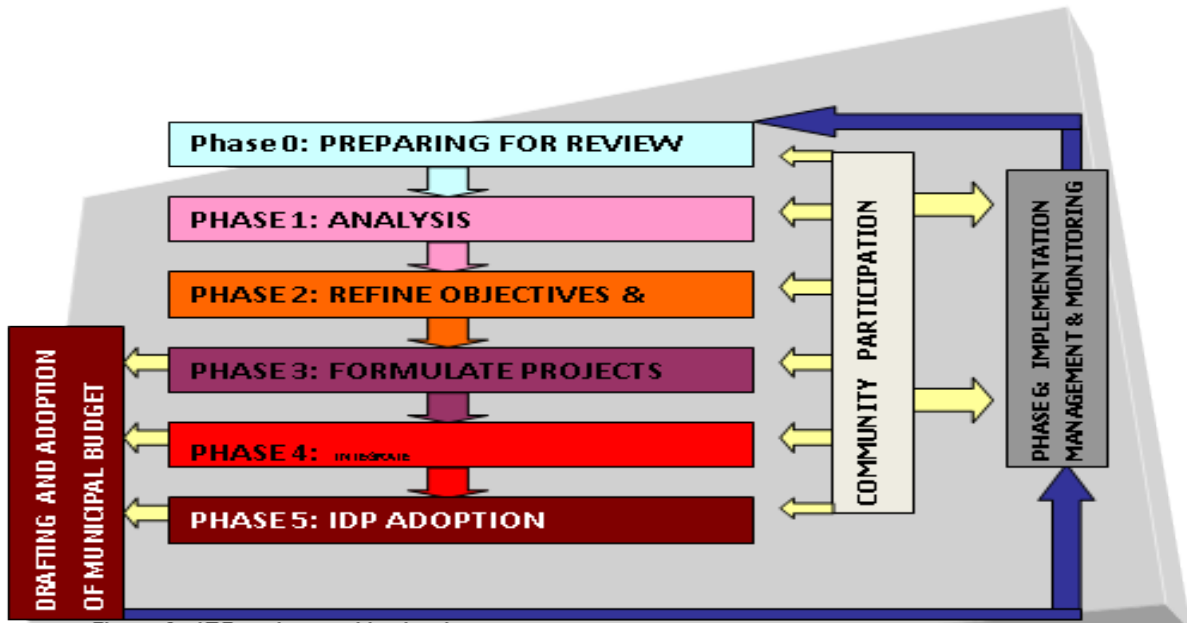 Phase 0: PREPARING FOR REVIEW
PHASE 1: ANALYSIS
PHASE 2: REFINE OBJECTIVES &
PHASE 3: FORMULATE PROJECTS
PHASE 4: INTEGRATE
PHASE 5: IDP ADOPTION
DRAFTING AND ADOPTION
OF MUNICIPAL BUDGET
COMMUNITY PARTICIPATION
PHASE 6: IMPLEMENTATION
MANAGEMENT & MONITORING